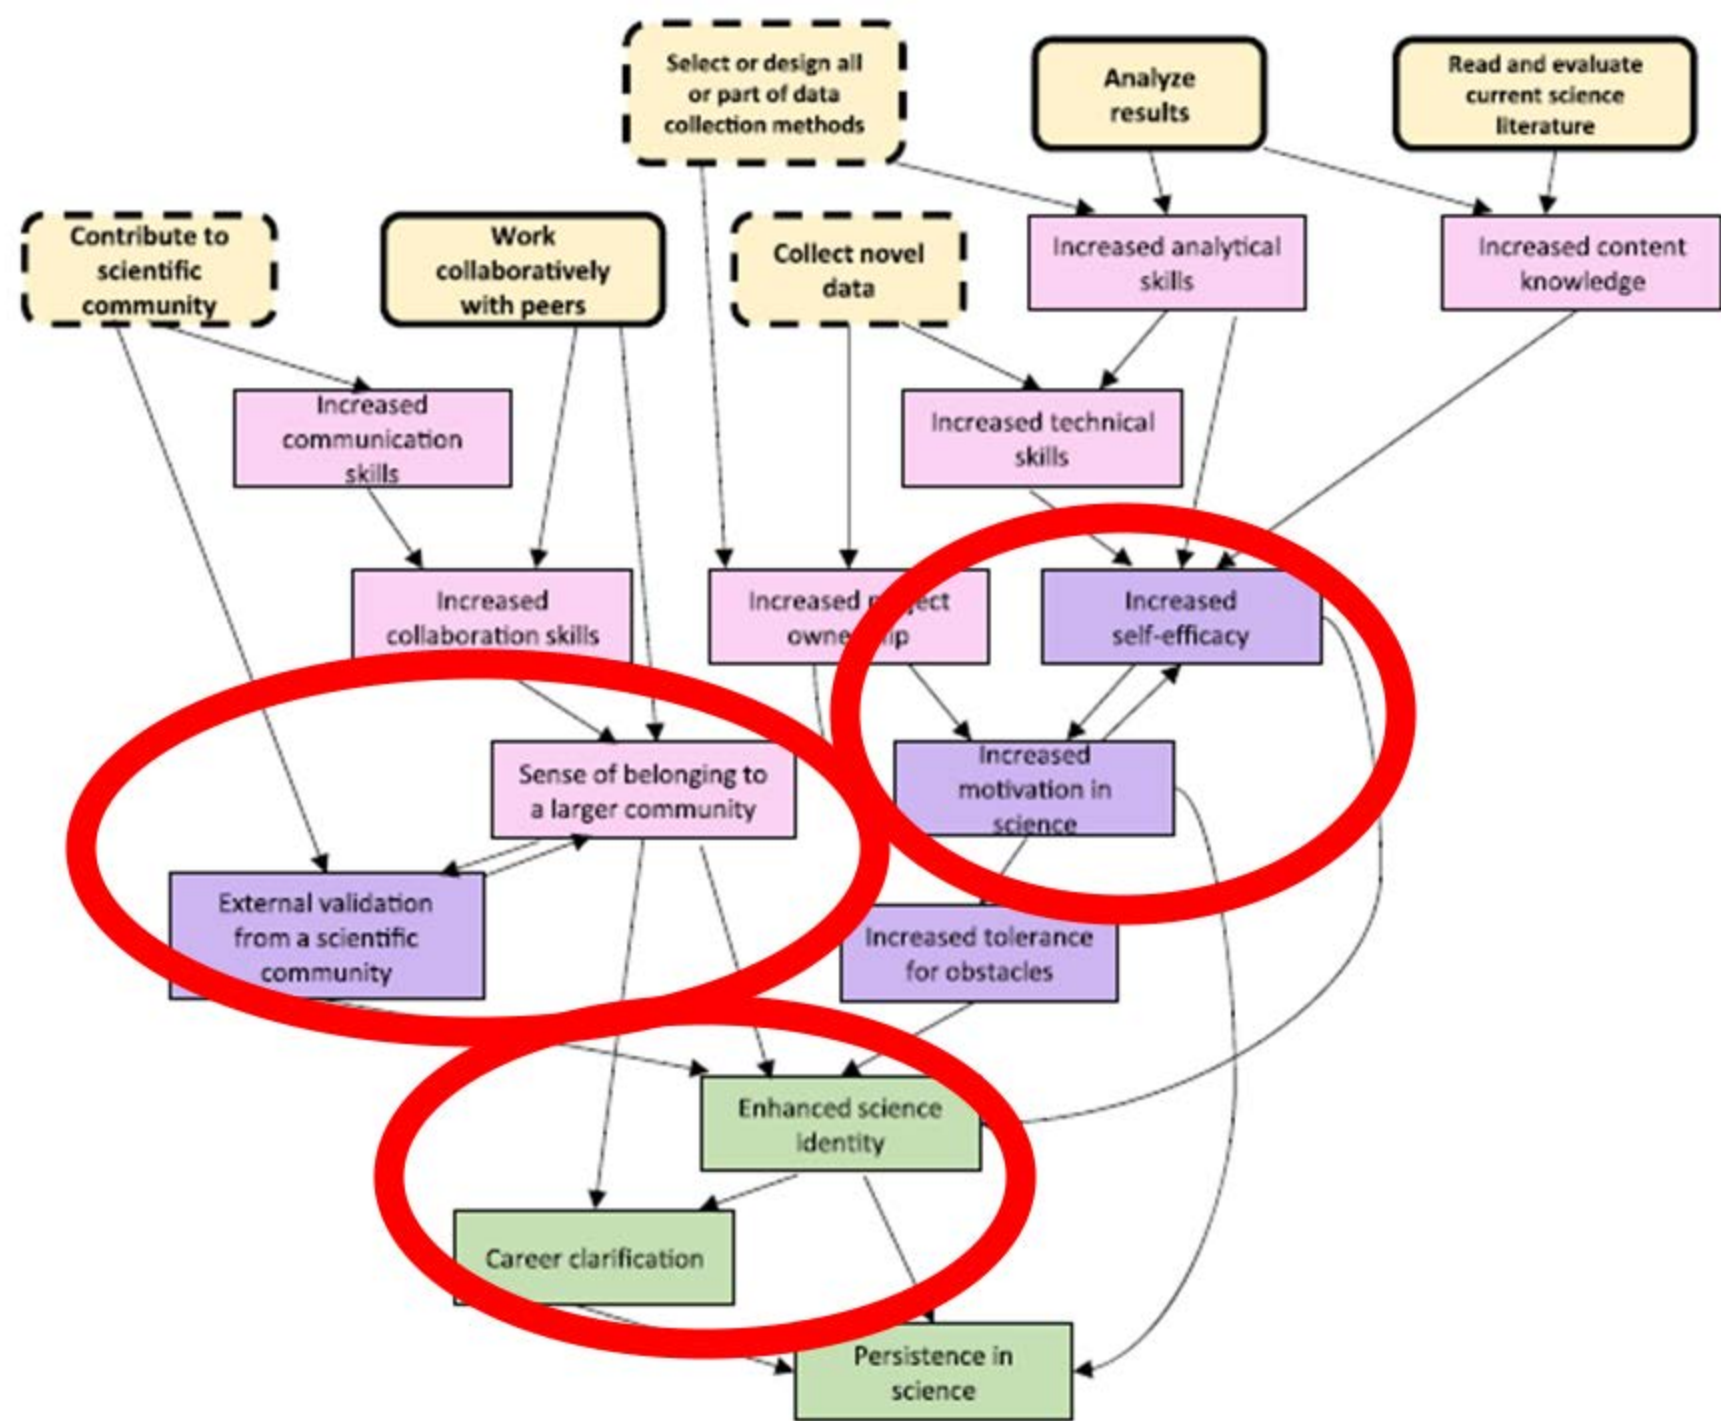 Select or design all
or part of data
collection methods
Analyze
results
Read and evaluate
current science
literature
Contribute to
scientific
community
Work
collaboratively
with peers
Collect novel
data
Increased analytical
skills
Increased content
knowledge
Increased
communication
skills
Increased technical
skills
Increased
collaboration skills
Increased project
ownership
Increased
self-efficacy
Sense of belonging to
a larger community
Increased
motivation in
science
External validation
from a scientific
community
Increased tolerance
for obstacles
Enhanced science
identity
Career clarification
Persistence in
science